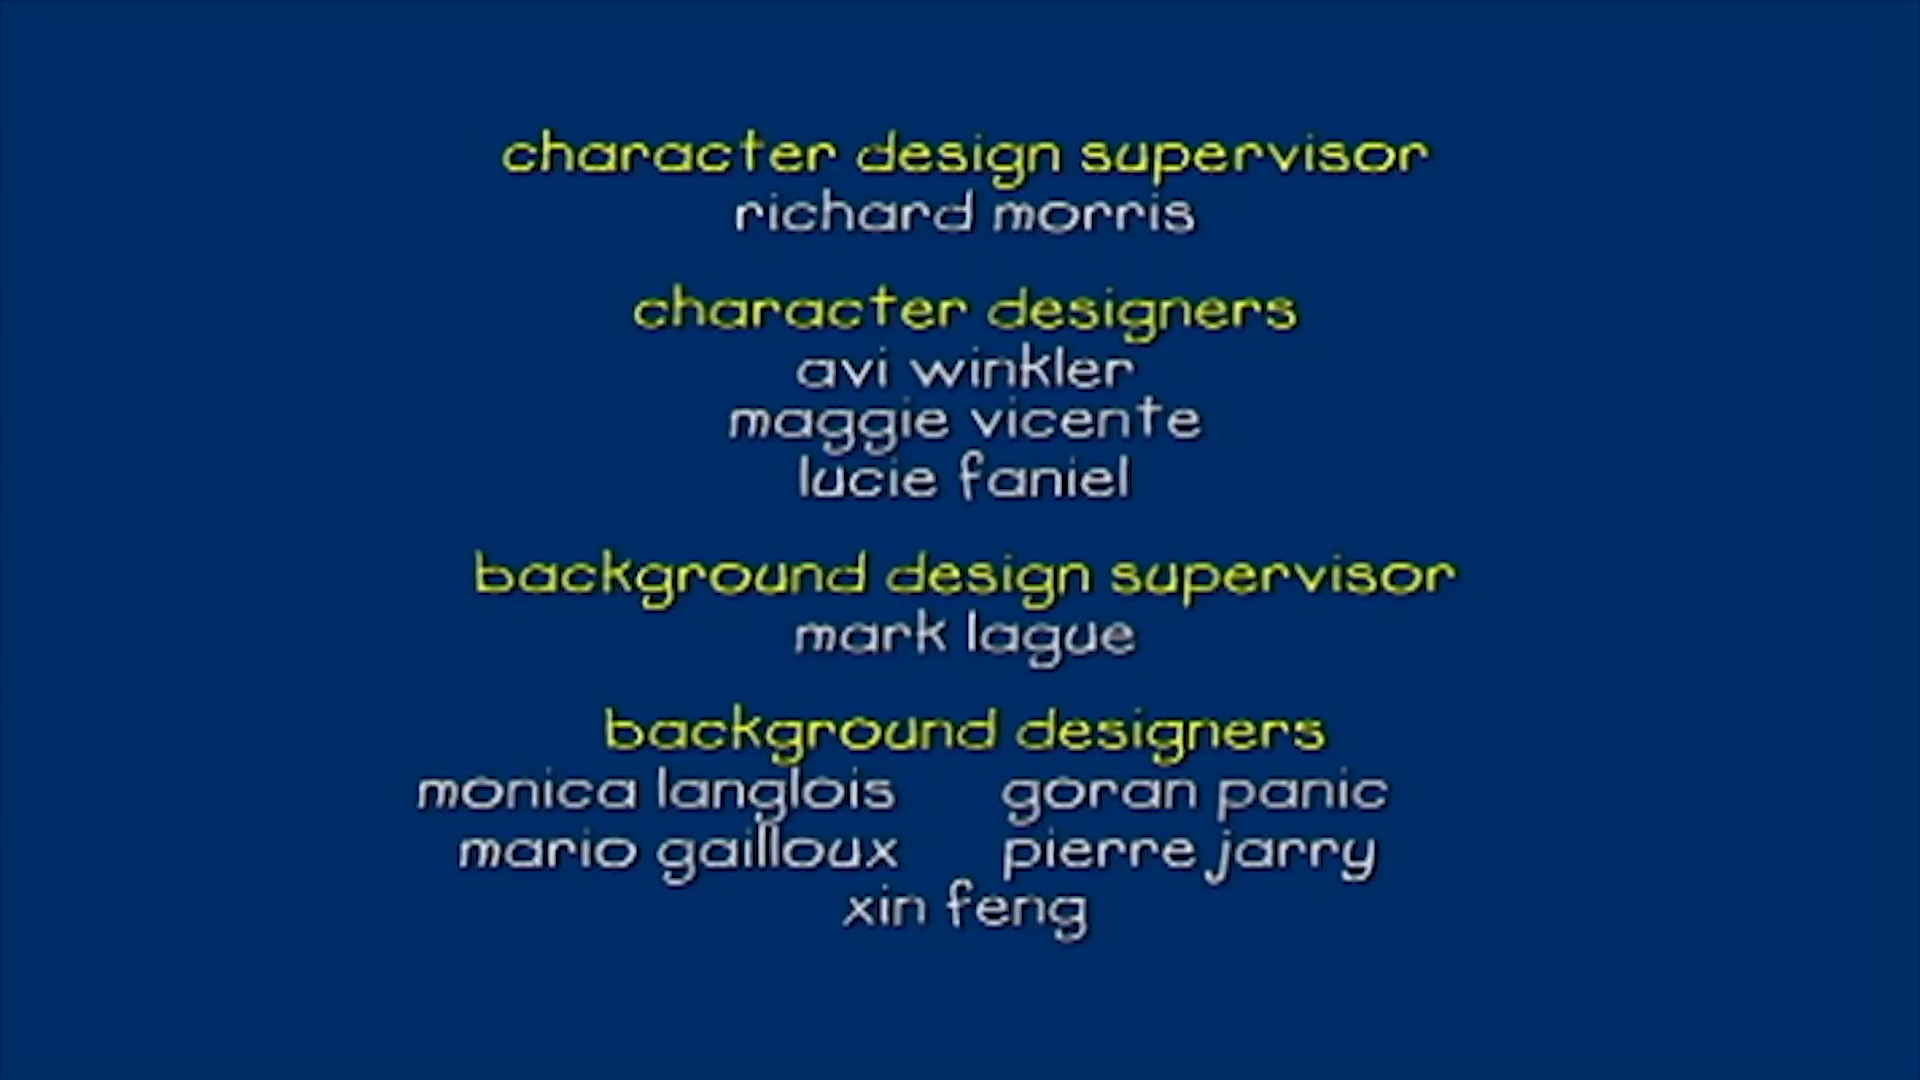 character design supervisor
richard morris
character designers
avi winkler
maggie vicente
lucie faniel
background design supervisor
mark lague
background designers
monica langlois goran panic
mario gailloux pierre jarry
xin feng